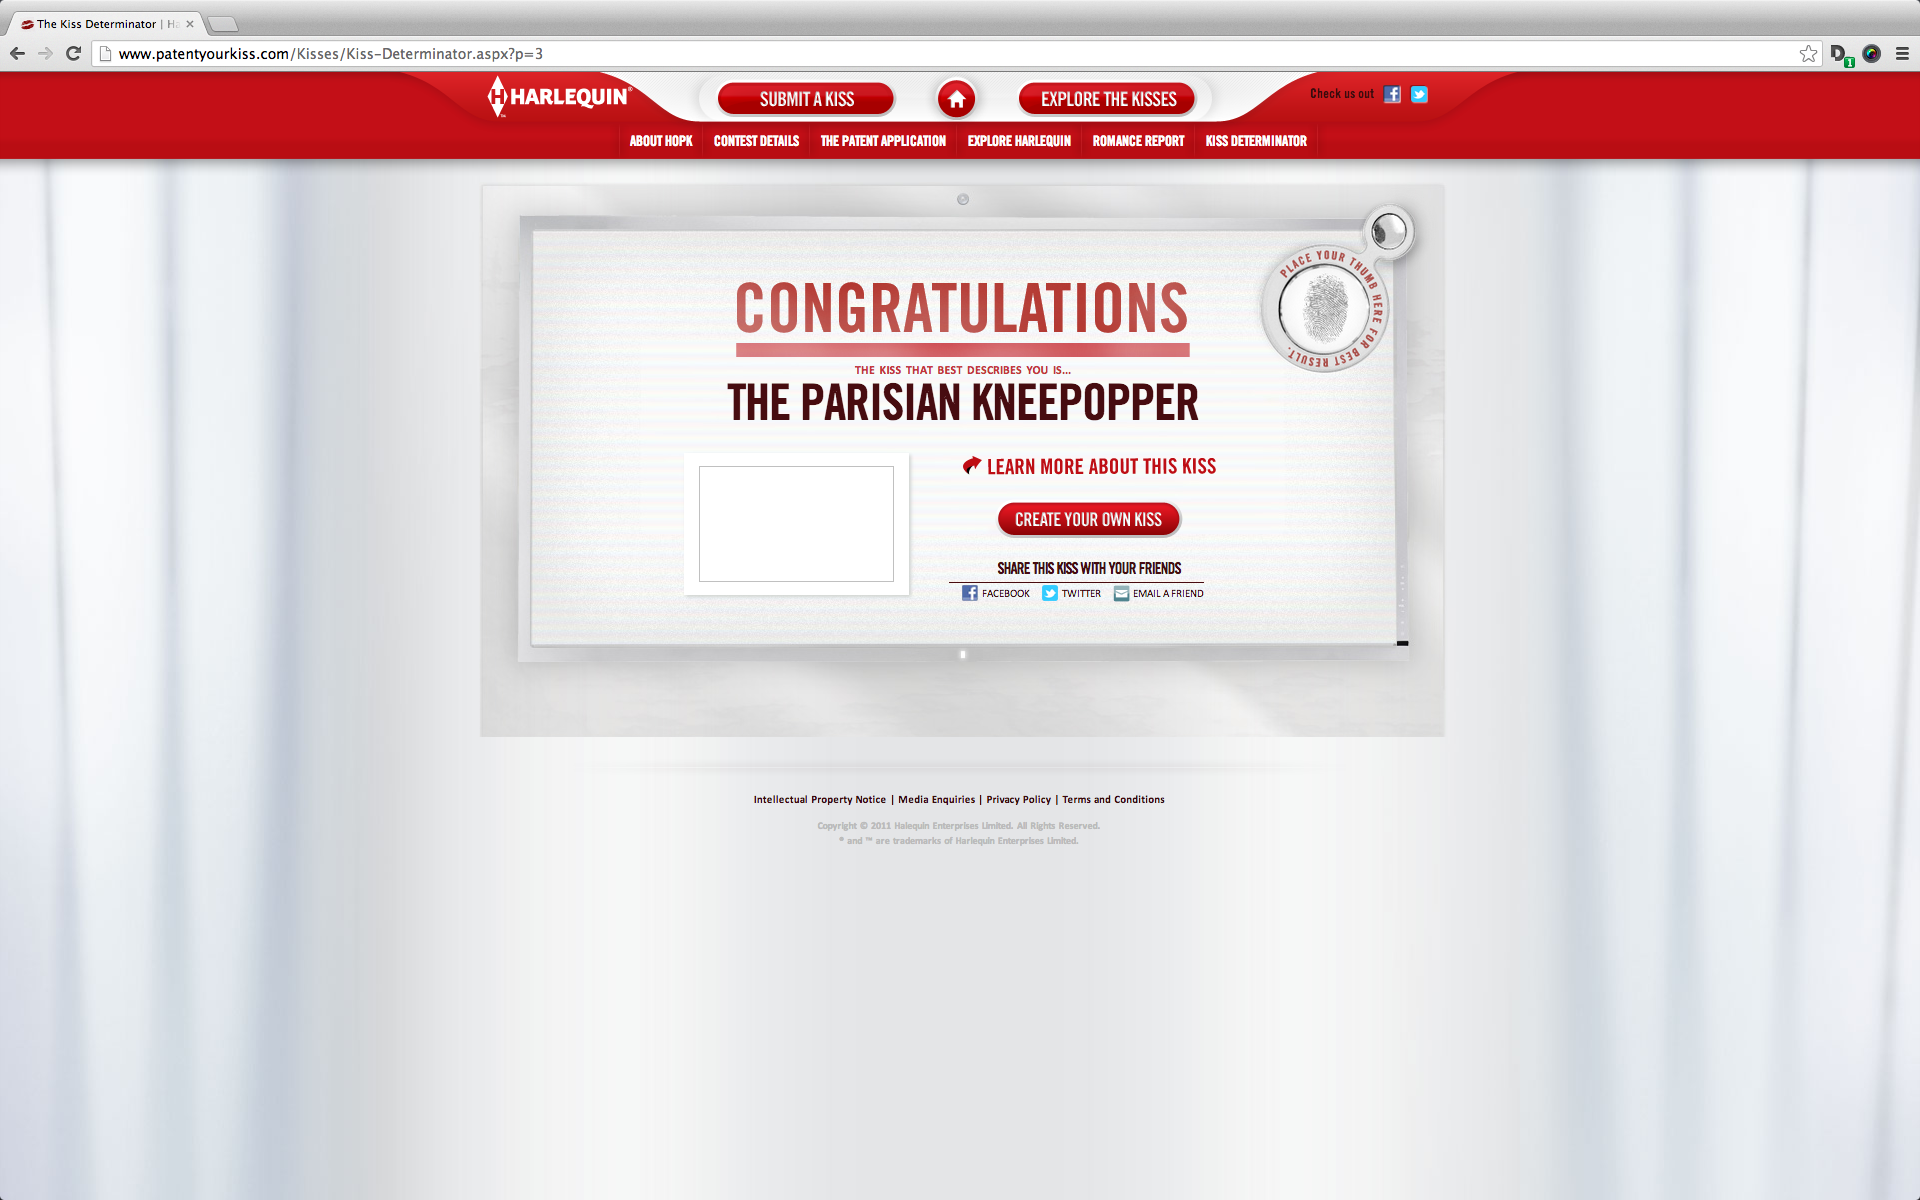 The Kiss Determinator | Ha
www.patentyourkiss.com/Kisses/Kiss-Determinator.aspx?p=3
HARLEQUIN®
SUBMIT A KISS
EXPLORE THE KISSES
Check us out
ABOUT HOPK
CONTEST DETAILS
THE PATENT APPLICATION
EXPLORE HARLEQUIN
ROMANCE REPORT
KISS DETERMINATOR
PLACE YOUR THUMB HERE FOR BEST RESULT.
CONGRATULATIONS
THE KISS THAT BEST DESCRIBES YOU IS...
THE PARISIAN KNEEPOPPER
LEARN MORE ABOUT THIS KISS
CREATE YOUR OWN KISS
SHARE THIS KISS WITH YOUR FRIENDS
FACEBOOK TWITTER EMAIL A FRIEND
Intellectual Property Notice | Media Enquiries | Privacy Policy | Terms and Conditions
Copyright © 2011 Halequin Enterprises Limited. All Rights Reserved.
® and ™ are trademarks of Harlequin Enterprises Limited.